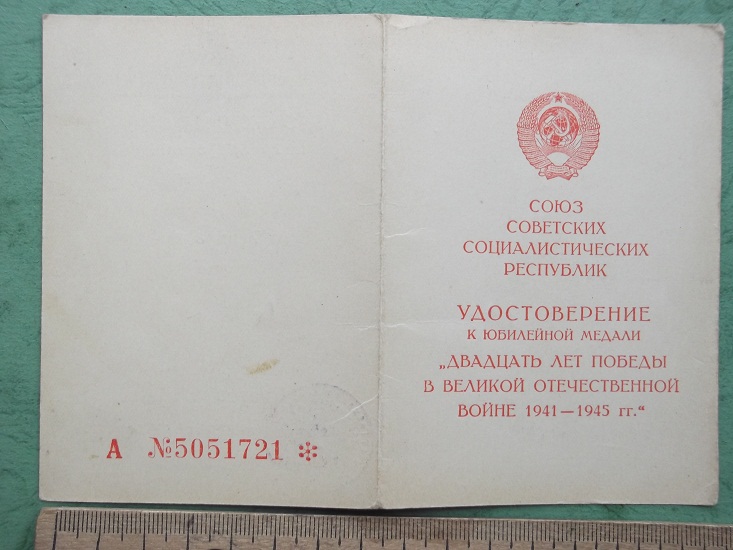 А №5051721 *
СОЮЗ
СОВЕТСКИХ
СОЦИАЛИСТИЧЕСКИХ
РЕСПУБЛИК
УДОСТОВЕРЕНИЕ
К ЮБИЛЕЙНОЙ МЕДАЛИ
„ДВАДЦАТЬ ЛЕТ ПОБЕДЫ
В ВЕЛИКОЙ ОТЕЧЕСТВЕННОЙ
ВОЙНЕ 1941—1945 гг.“